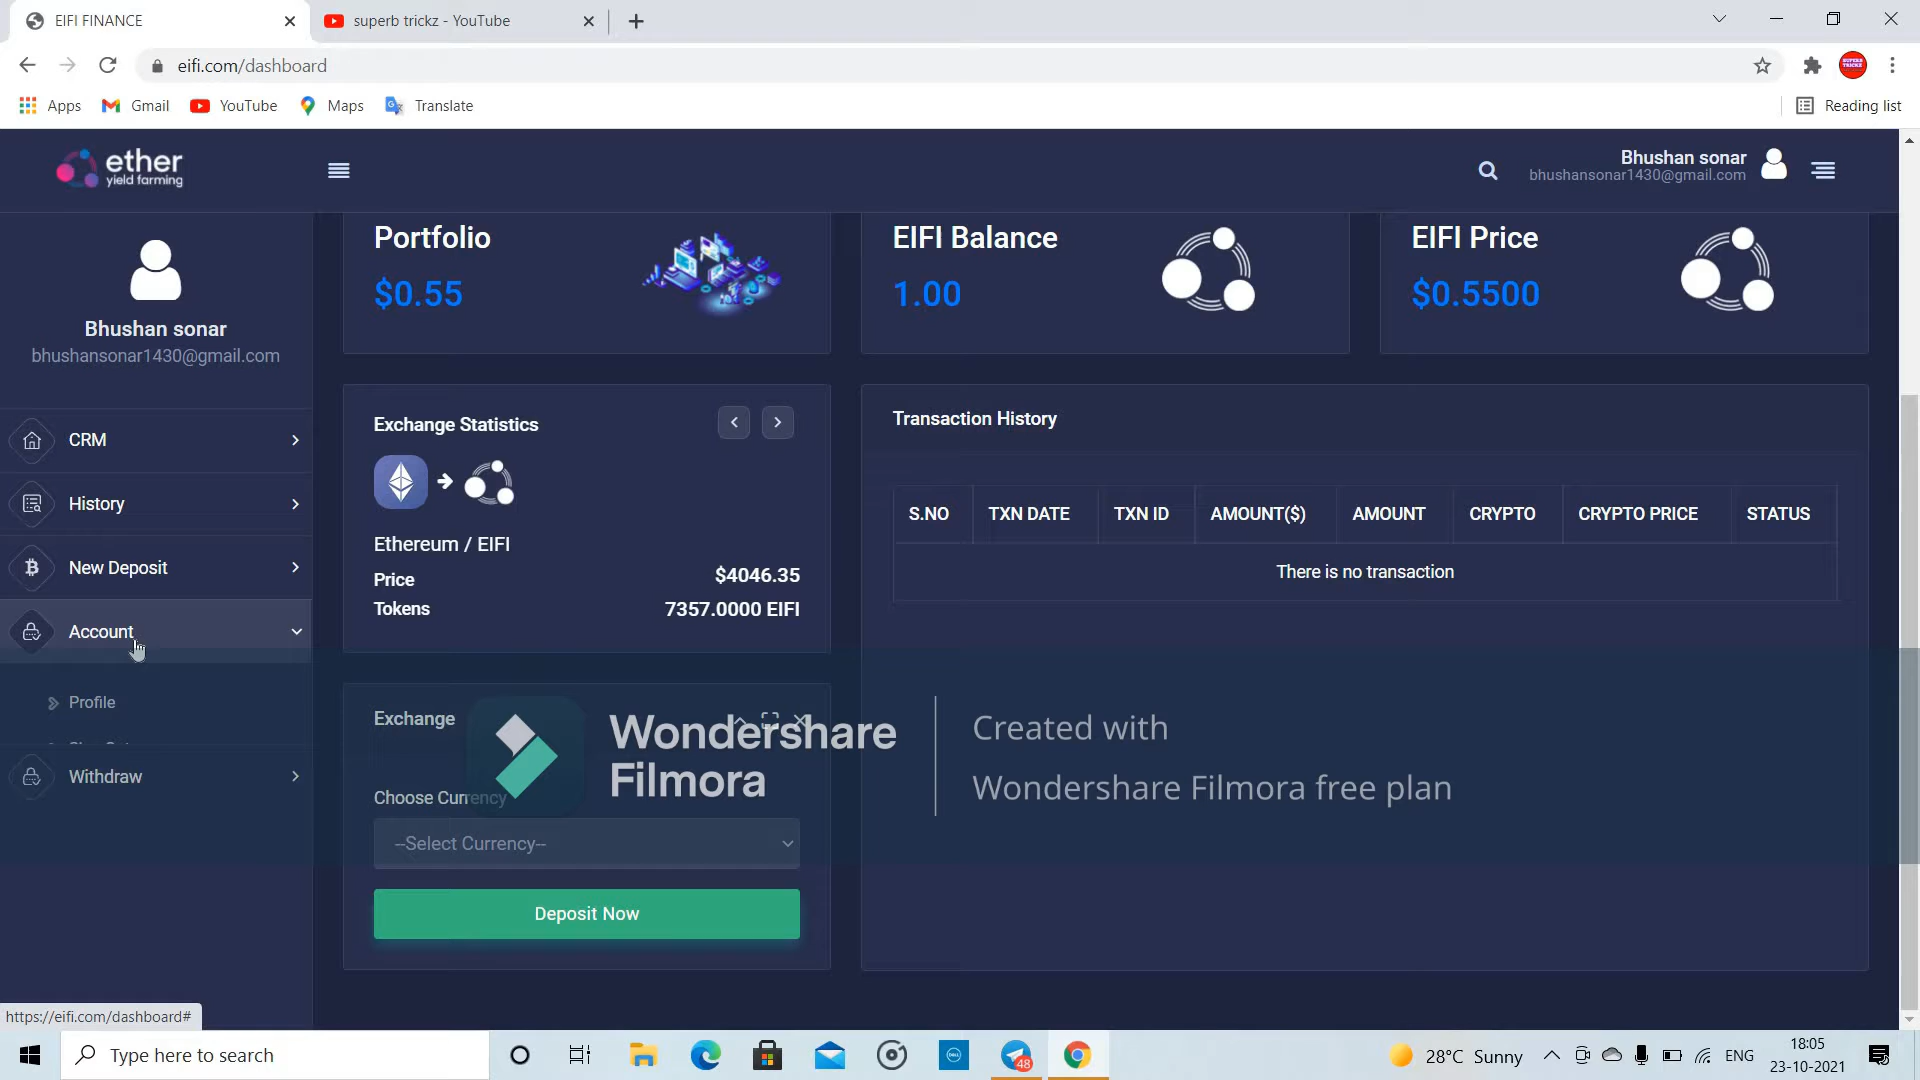 EIFI FINANCE
superb trickz - YouTube
eifi.com/dashboard
Apps
Gmail
YouTube
Maps
Translate
Reading list
ether
yield farming
Bhushan sonar
bhushansonar1430@gmail.com
Bhushan sonar
bhushansonar1430@gmail.com
CRM
History
New Deposit
Account
Profile
Withdraw
Portfolio
$0.55
EIFI Balance
1.00
EIFI Price
$0.5500
Exchange Statistics
Ethereum / EIFI
Price $4046.35
Tokens 7357.0000 EIFI
Transaction History
S.NO TXN DATE TXN ID AMOUNT($) AMOUNT CRYPTO CRYPTO PRICE STATUS
There is no transaction
Exchange
Choose Currency
--Select Currency--
Deposit Now
Wondershare
Filmora
Created with
Wondershare Filmora free plan
https://eifi.com/dashboard#
Type here to search
48
28°C Sunny
ENG
18:05
23-10-2021